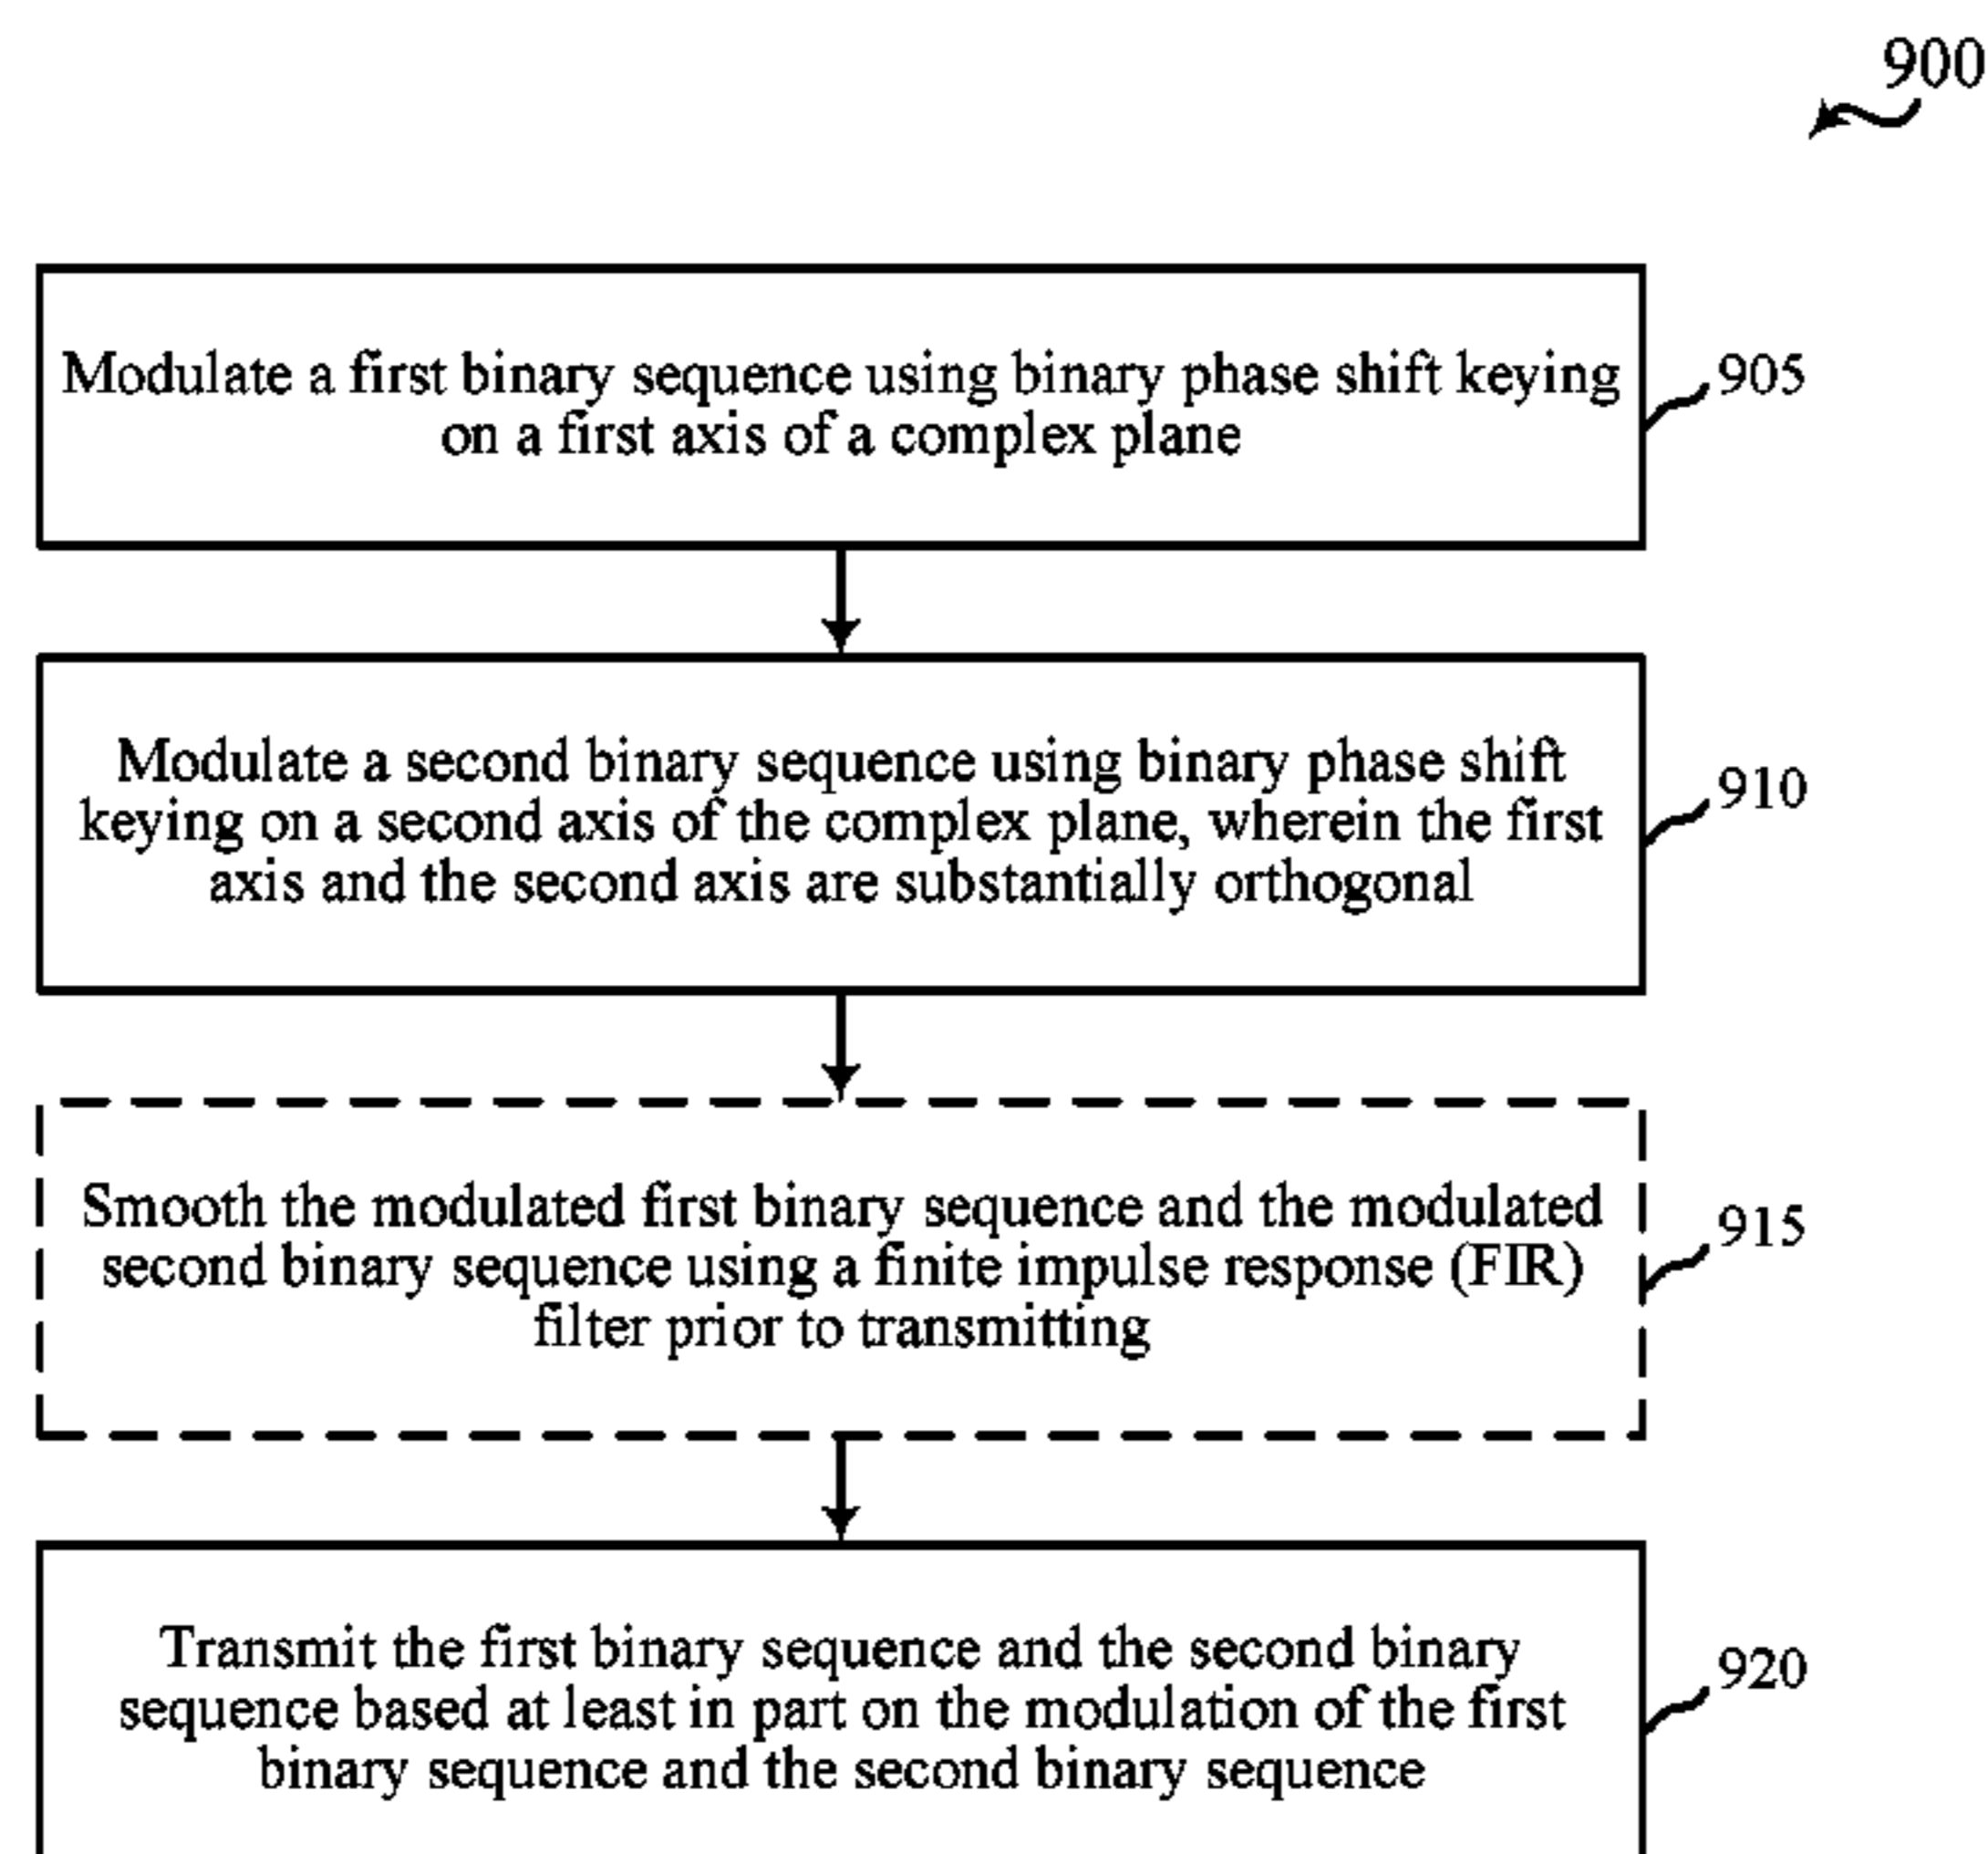 900
Modulate a first binary sequence using binary phase shift keying
on a first axis of a complex plane
905
Modulate a second binary sequence using binary phase shift
keying on a second axis of the complex plane, wherein the first
axis and the second axis are substantially orthogonal
910
Smooth the modulated first binary sequence and the modulated
second binary sequence using a finite impulse response (FIR)
filter prior to transmitting
915
Transmit the first binary sequence and the second binary
sequence based at least in part on the modulation of the first
binary sequence and the second binary sequence
920